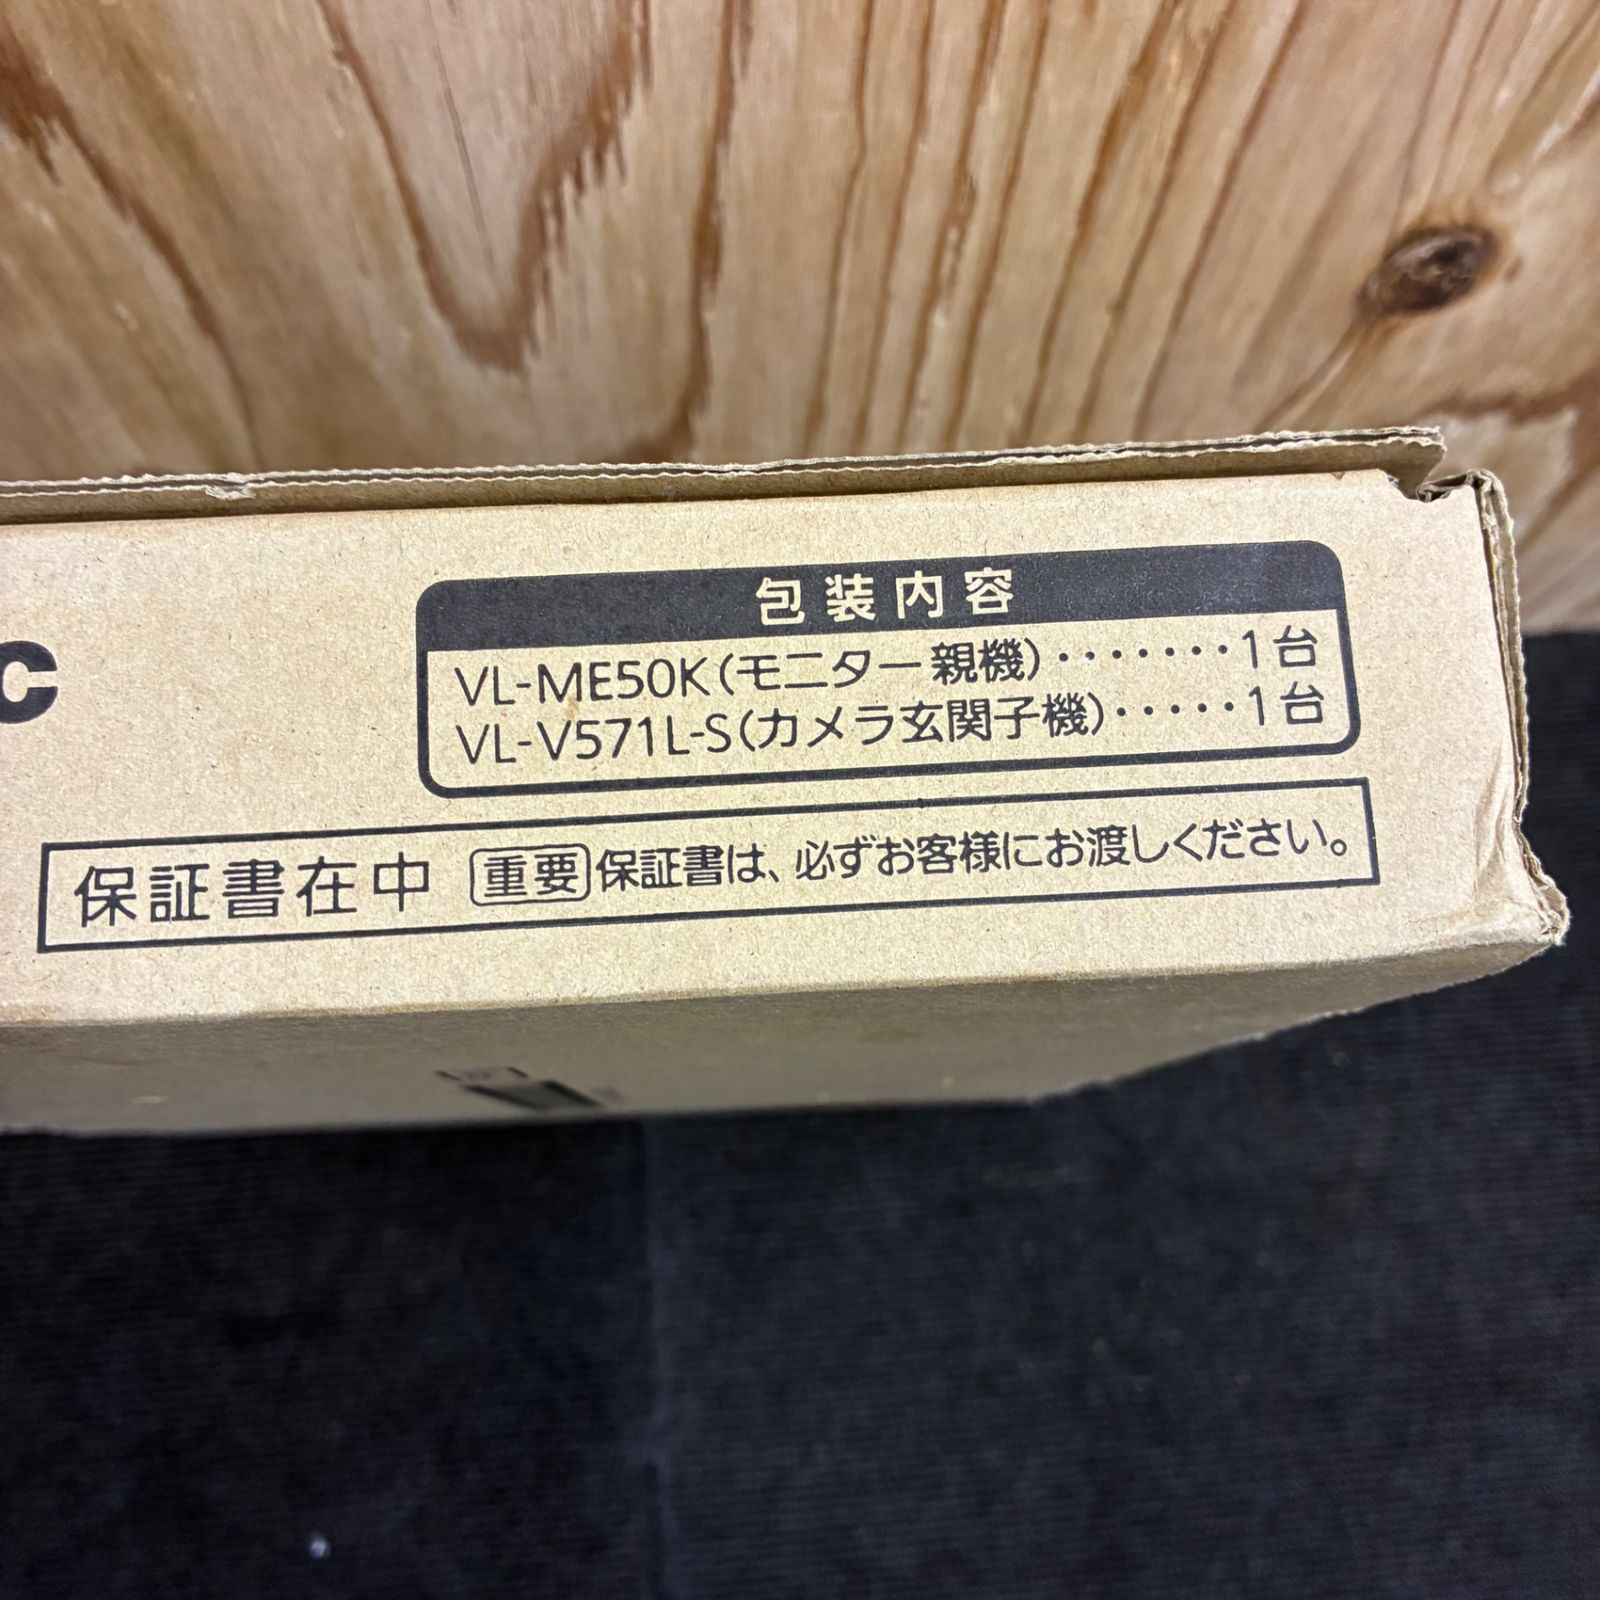 c
包装内容
VL-ME50K(モニター親機)·······1台
VL-V571L-S(カメラ玄関子機)·····1台
保証書在中 重要 保証書は、必ずお客様にお渡しください。